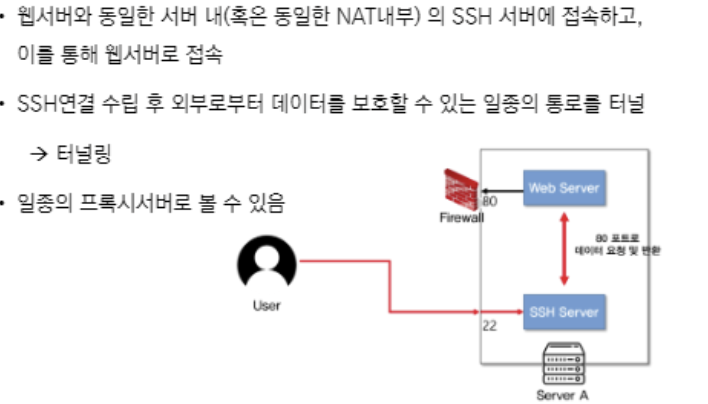 • 웹서버와 동일한 서버 내(혹은 동일한 NAT내부) 의 SSH 서버에 접속하고,
이를 통해 웹서버로 접속
• SSH연결 수립 후 외부로부터 데이터를 보호할 수 있는 일종의 통로를 터널
→ 터널링
• 일종의 프록시서버로 볼 수 있음
Web Server
80
Firewall
80 포트로
데이터 요청 및 반환
User
SSH Server
22
Server A